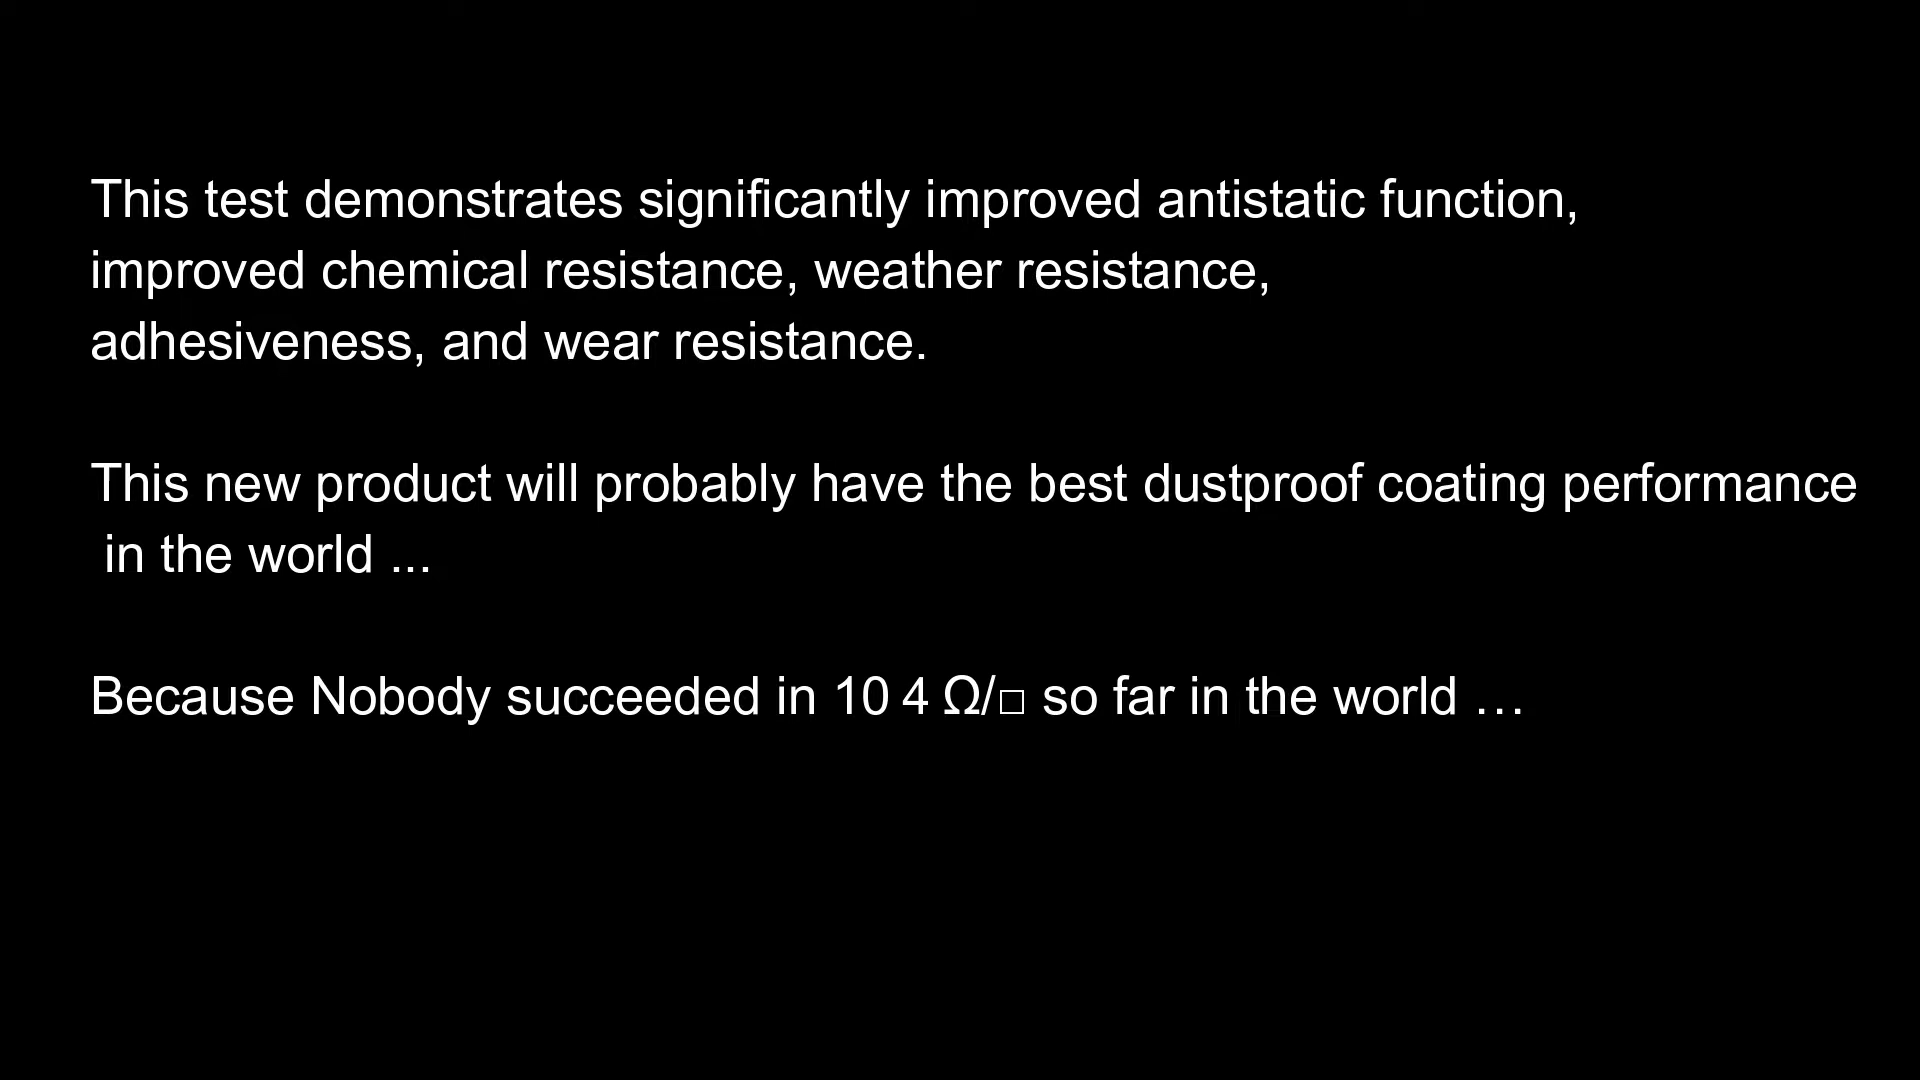 This test demonstrates significantly improved antistatic function,
improved chemical resistance, weather resistance,
adhesiveness, and wear resistance.
This new product will probably have the best dustproof coating performance
in the world ...
Because Nobody succeeded in 10 4 Ω/□ so far in the world …